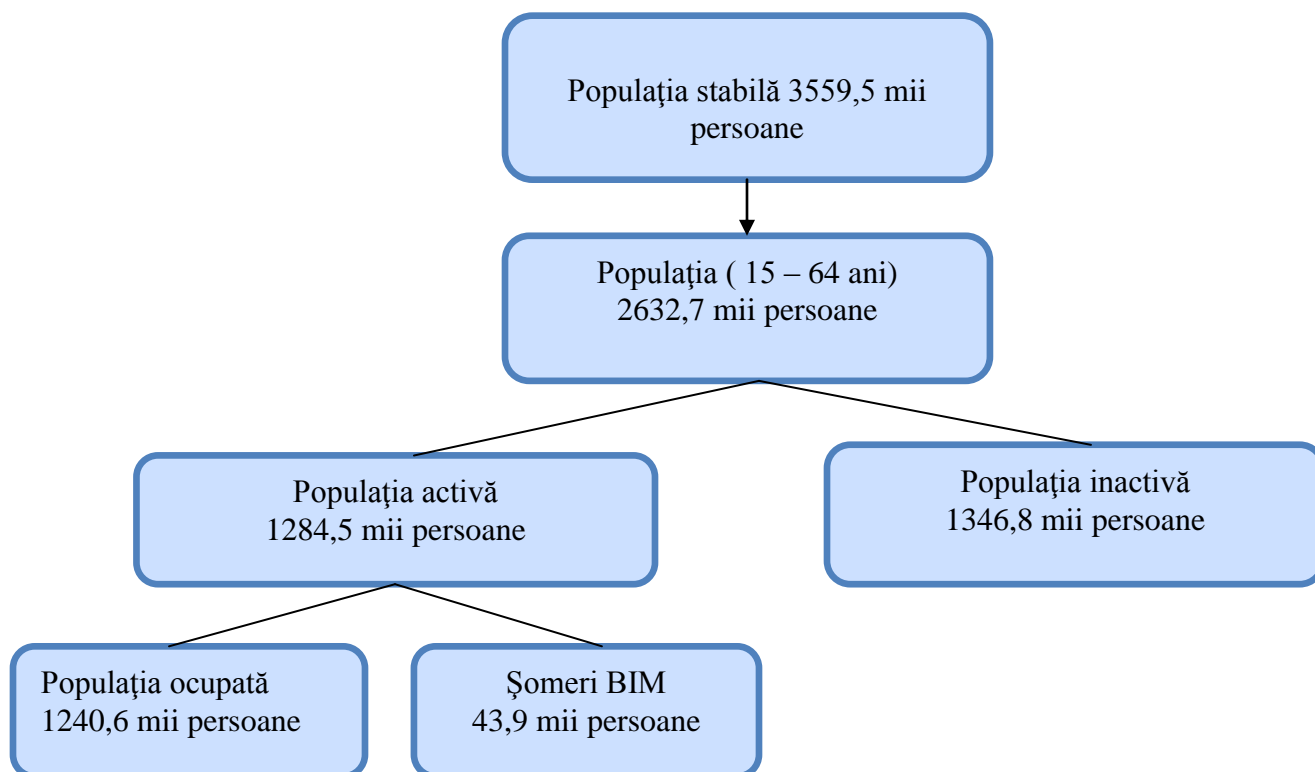 Populaţia stabilă 3559,5 mii
persoane
Populaţia ( 15 – 64 ani)
2632,7 mii persoane
Populaţia activă
1284,5 mii persoane
Populaţia inactivă
1346,8 mii persoane
Populaţia ocupată
1240,6 mii persoane
Şomeri BIM
43,9 mii persoane